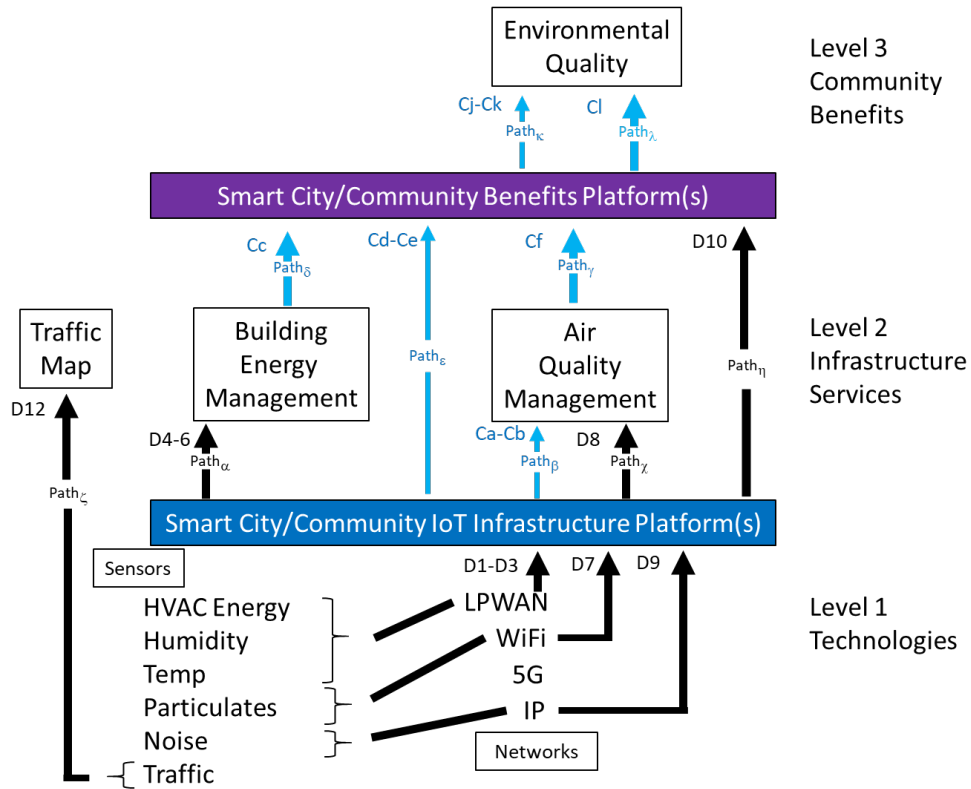 Environmental
Quality
Level 3
Community
Benefits
Cj-Ck
Cl
Pathκ
Pathλ
Smart City/Community Benefits Platform(s)
Cc
Cd-Ce
Cf
D10
Pathδ
Pathγ
Traffic
Map
Building
Energy
Management
Air
Quality
Management
Level 2
Infrastructure
Services
Pathε
Pathη
D12
D4-6
Ca-Cb
D8
Pathα
Pathβ
Pathχ
Pathζ
Smart City/Community IoT Infrastructure Platform(s)
Sensors
D1-D3
D7
D9
HVAC Energy
Humidity
Temp
Particulates
Noise
Traffic
LPWAN
WiFi
5G
IP
Networks
Level 1
Technologies